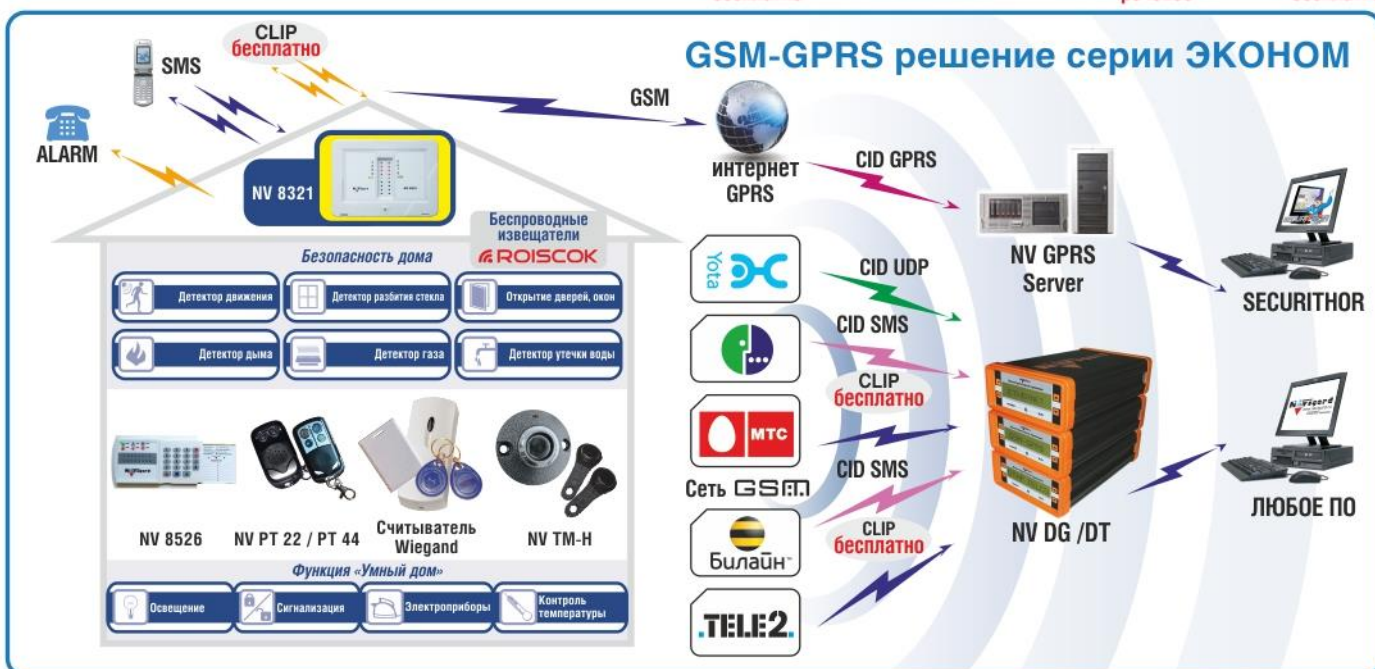 GSM-GPRS решение серии ЭКОНОМ
CLIP
бесплатно
SMS
ALARM
GSM
NV 8321
Беспроводные
извещатели
ROISCOK
интернет
GPRS
CID GPRS
NV GPRS
Server
SECURITHOR
Безопасность дома
Детектор движения
Детектор разбития стекла
Открытие дверей, окон
Детектор дыма
Детектор газа
Детектор утечки воды
NV 8526
NV PT 22 / PT 44
Считыватель
Wiegand
NV TM-H
Функция «Умный дом»
Освещение
Сигнализация
Электроприборы
Контроль
температуры
Yota
CID UDP
CID SMS
CLIP
бесплатно
МТС
Сеть GSM
CID SMS
Билайн™
CLIP
бесплатно
.TELE2.
NV DG /DT
Navigard
ЛЮБОЕ ПО